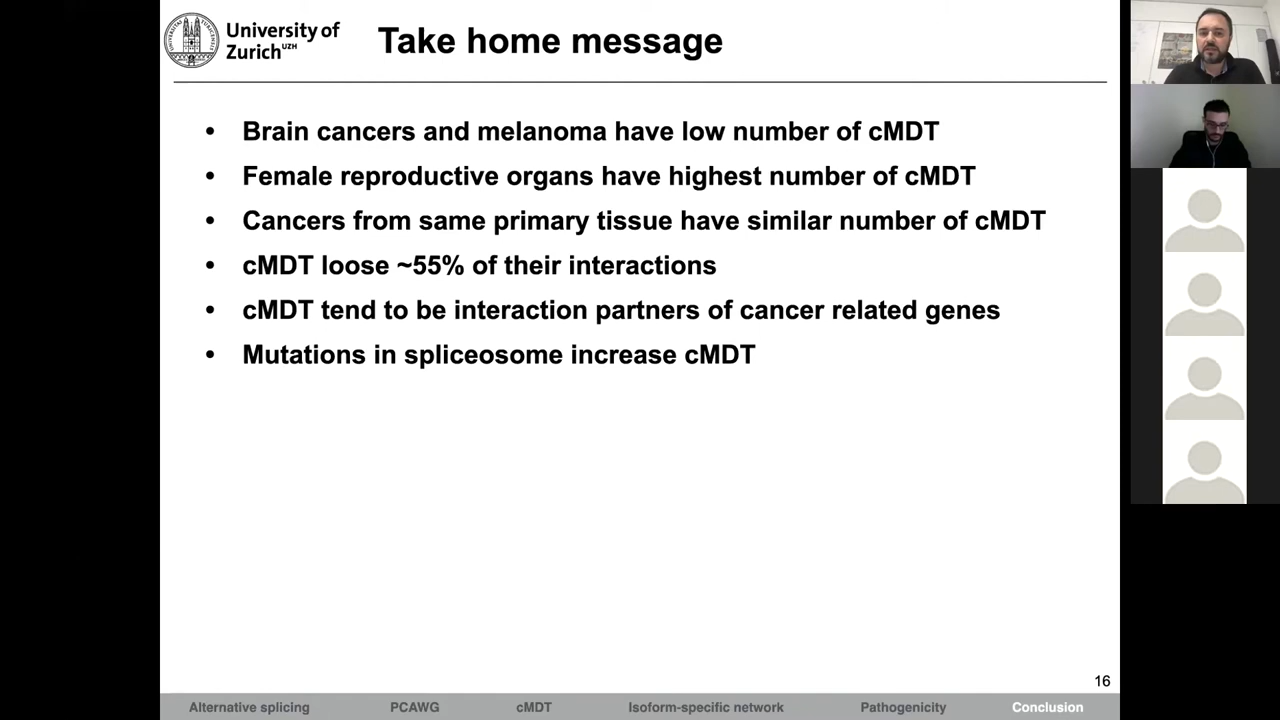 University of
Zurich UZH
Take home message
• Brain cancers and melanoma have low number of cMDT
• Female reproductive organs have highest number of cMDT
• Cancers from same primary tissue have similar number of cMDT
• cMDT loose ~55% of their interactions
• cMDT tend to be interaction partners of cancer related genes
• Mutations in spliceosome increase cMDT
16
Alternative splicing PCAWG cMDT Isoform-specific network Pathogenicity Conclusion